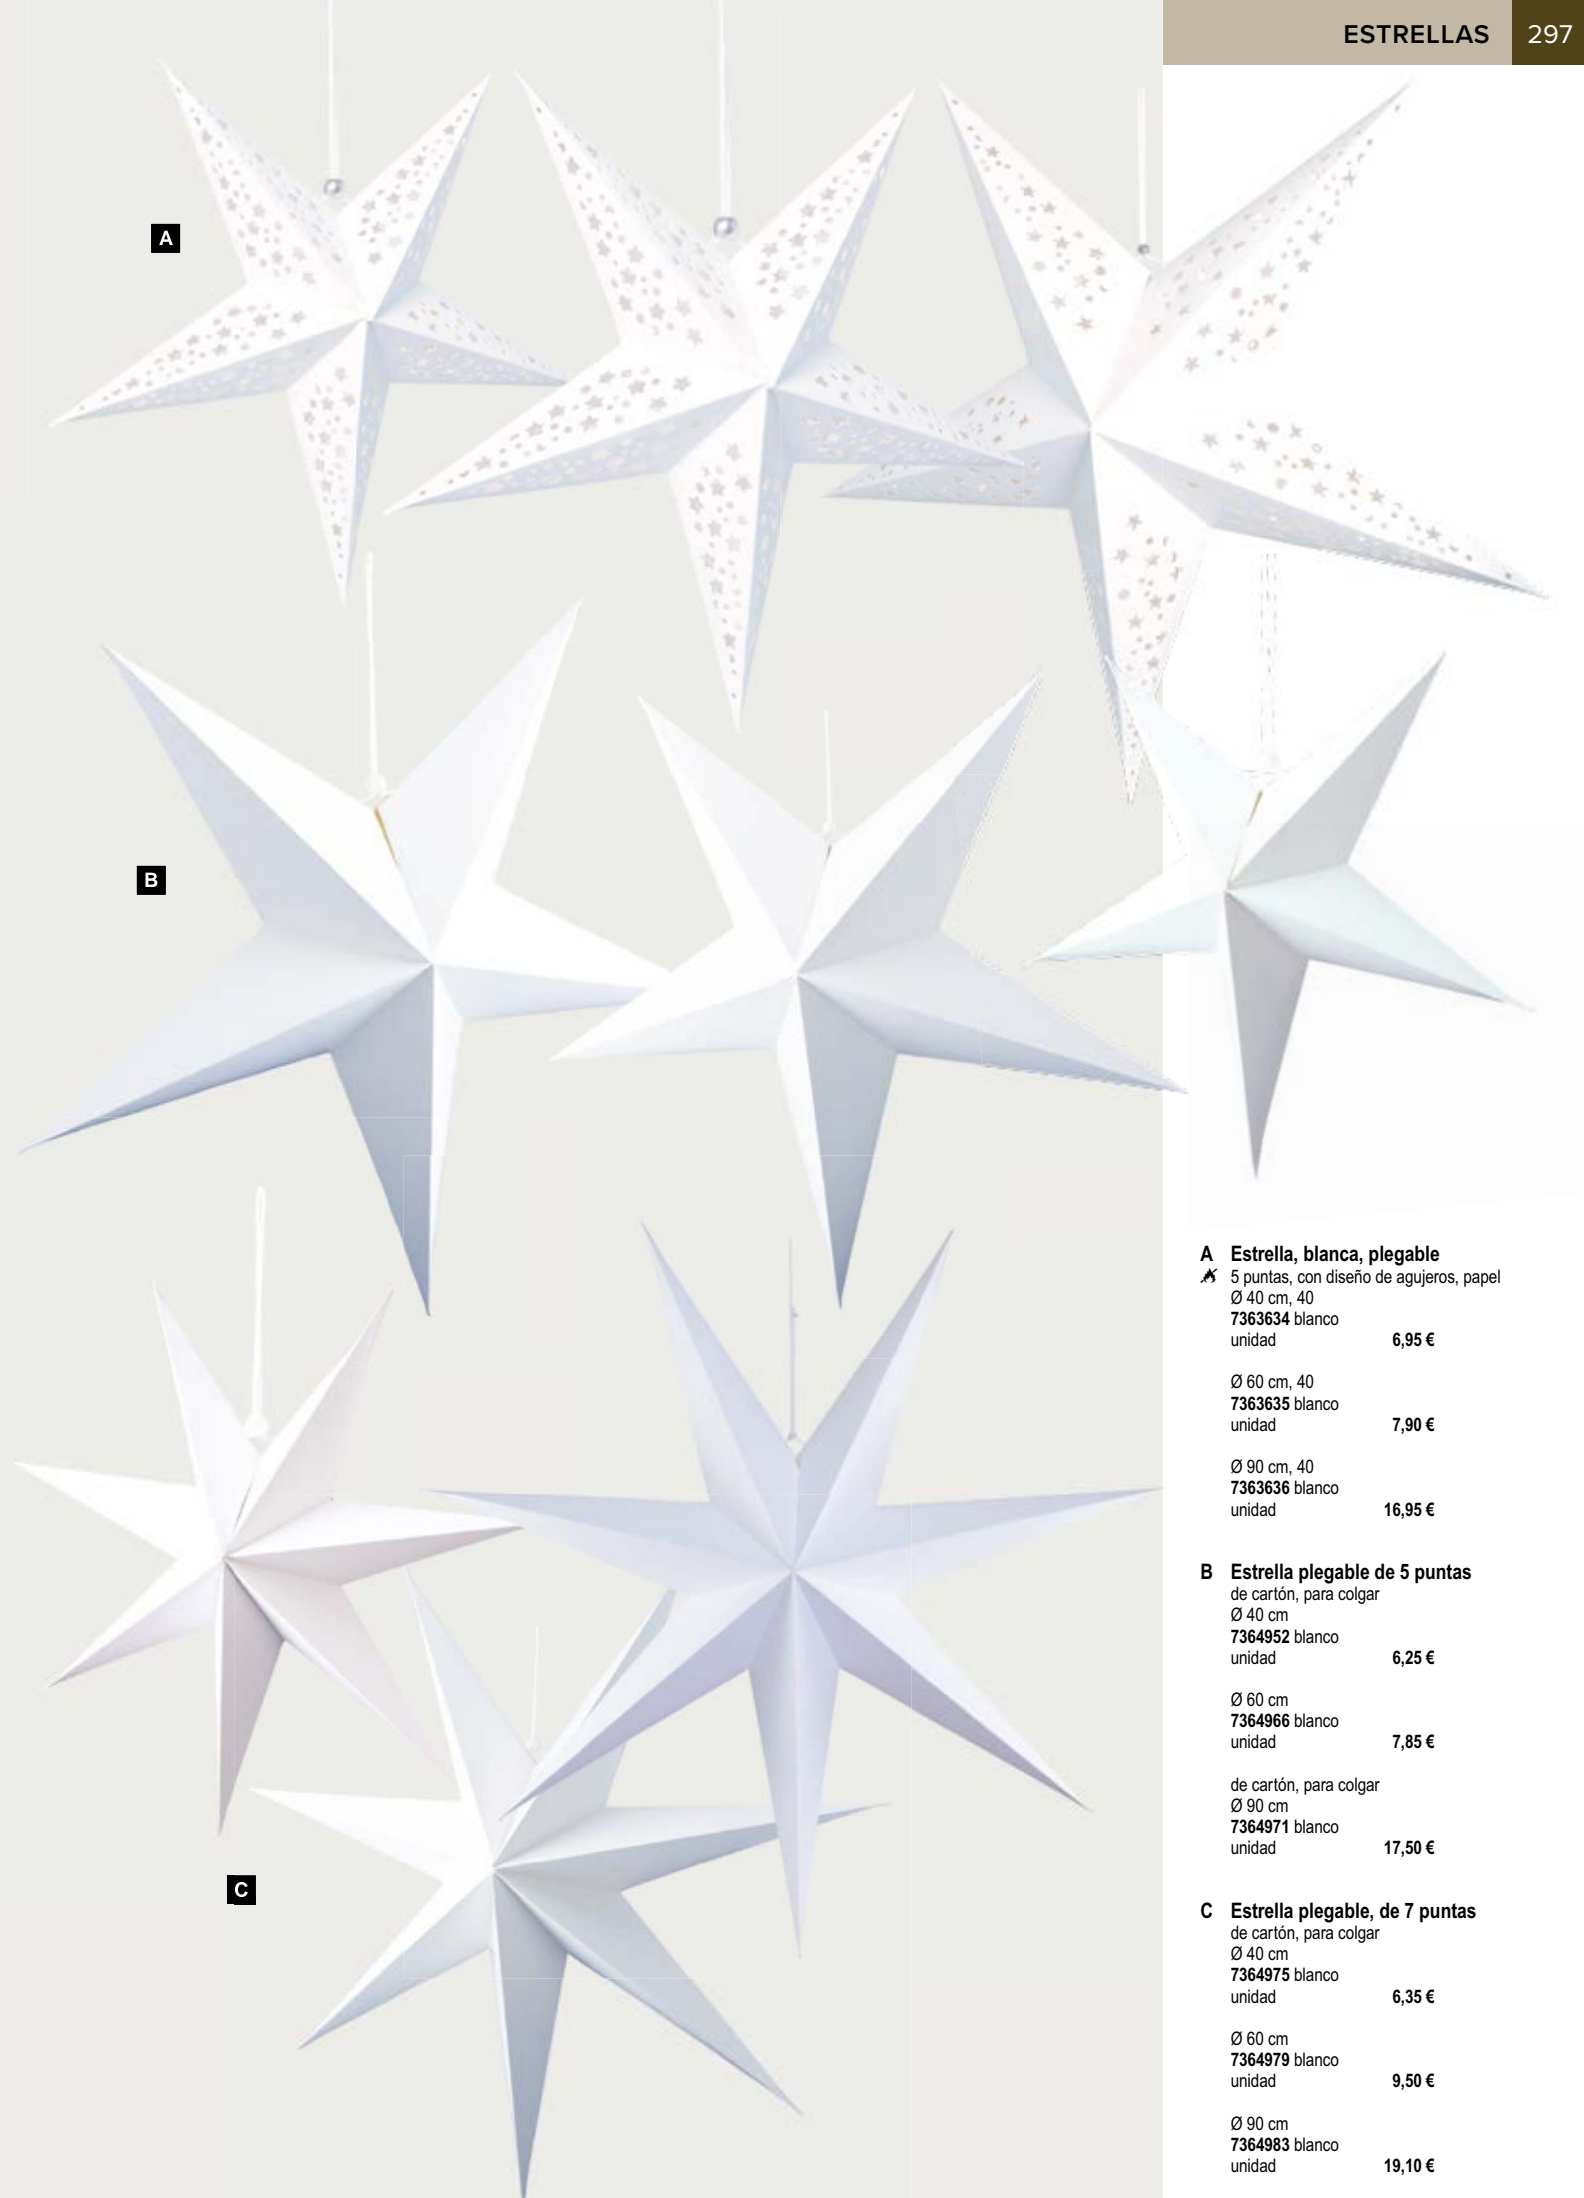 ESTRELLAS 297
A
B
C
A Estrella, blanca, plegable
5 puntas, con diseño de agujeros, papel
Ø 40 cm, 40
7363634 blanco
unidad 6,95 €
Ø 60 cm, 40
7363635 blanco
unidad 7,90 €
Ø 90 cm, 40
7363636 blanco
unidad 16,95 €
B Estrella plegable de 5 puntas
de cartón, para colgar
Ø 40 cm
7364952 blanco
unidad 6,25 €
Ø 60 cm
7364966 blanco
unidad 7,85 €
de cartón, para colgar
Ø 90 cm
7364971 blanco
unidad 17,50 €
C Estrella plegable, de 7 puntas
de cartón, para colgar
Ø 40 cm
7364975 blanco
unidad 6,35 €
Ø 60 cm
7364979 blanco
unidad 9,50 €
Ø 90 cm
7364983 blanco
unidad 19,10 €